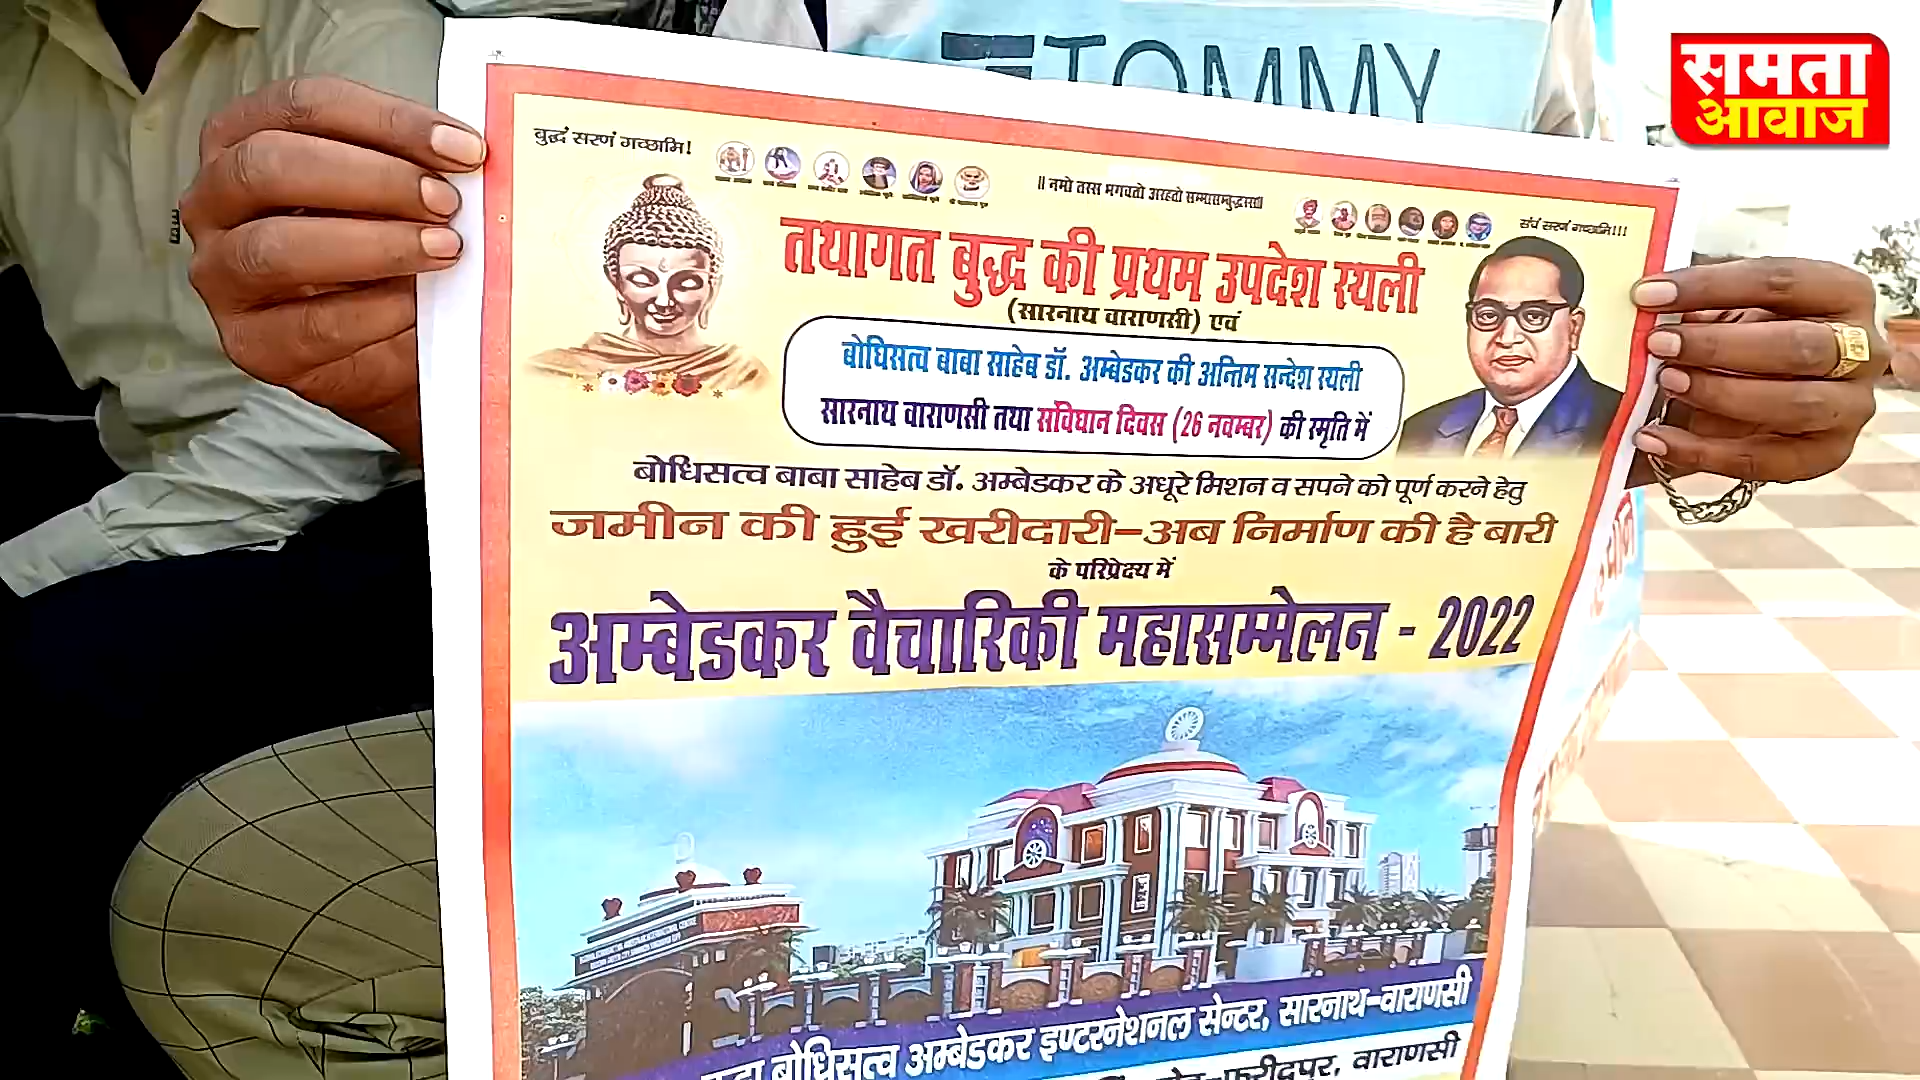 समता
आवाज
TOMMY
बुद्धं सरणं गच्छामि!
॥ नमो तस्स भगवतो अरहतो सम्मासम्बुद्धस्स॥
संघं सरणं गच्छामि!!!
तथागत बुद्ध की प्रथम उपदेश स्थली
(सारनाथ वाराणसी) एवं
बोधिसत्व बाबा साहेब डॉ. अम्बेडकर की अन्तिम सन्देश स्थली
सारनाथ वाराणसी तथा संविधान दिवस (26 नवम्बर) की स्मृति में
बोधिसत्व बाबा साहेब डॉ. अम्बेडकर के अधूरे मिशन व सपने को पूर्ण करने हेतु
जमीन की हुई खरीदारी-अब निर्माण की है बारी
के परिप्रेक्ष्य में
अम्बेडकर वैचारिकी महासम्मेलन - 2022
बोधिसत्व अम्बेडकर इण्टरनेशनल सेन्टर, सारनाथ-वाराणसी
फरीदपुर, वाराणसी